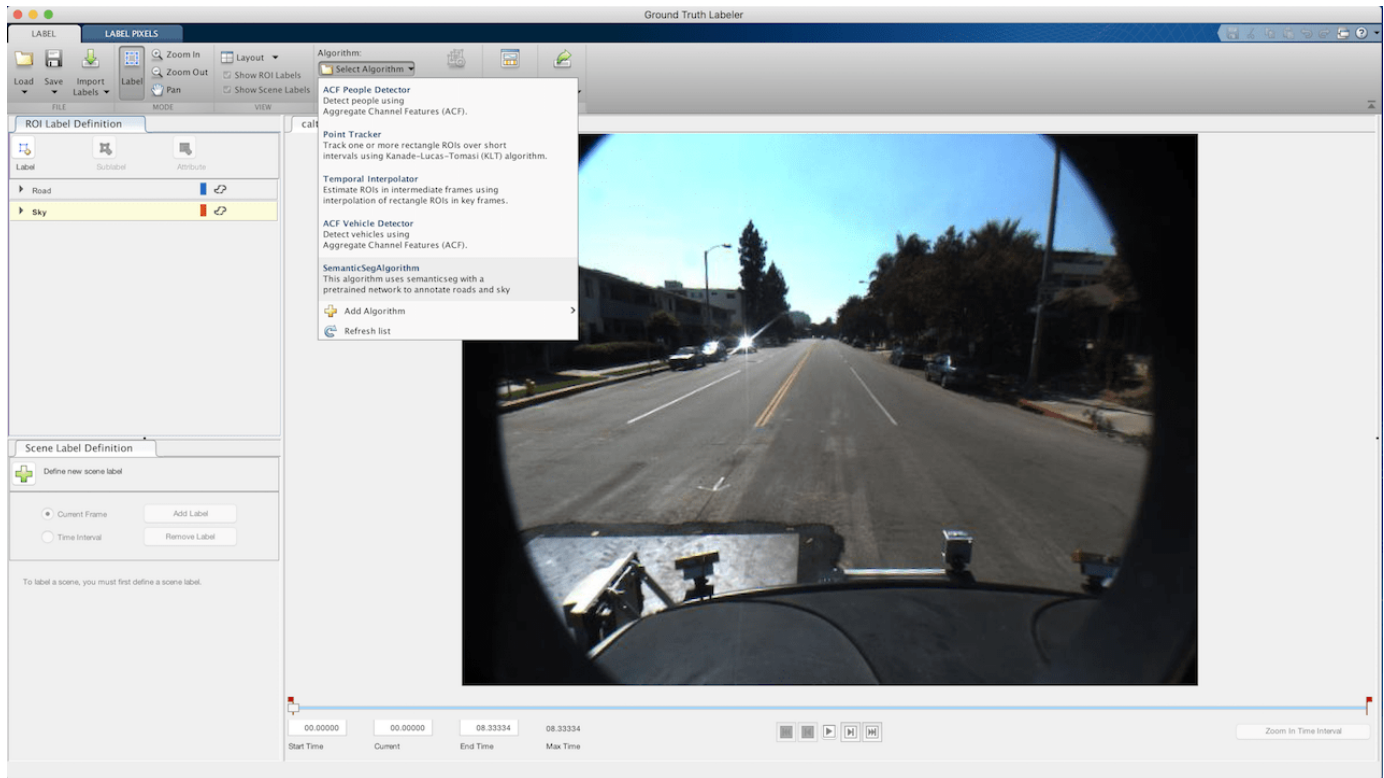 Ground Truth Labeler
LABEL
LABEL PIXELS
Load
Save
Import
Labels
FILE
Label
Zoom In
Zoom Out
Pan
MODE
Layout
Show ROI Labels
Show Scene Labels
VIEW
Algorithm:
Select Algorithm
ACF People Detector
Detect people using
Aggregate Channel Features (ACF).
Point Tracker
Track one or more rectangle ROIs over short
intervals using Kanade-Lucas-Tomasi (KLT) algorithm.
Temporal Interpolator
Estimate ROIs in intermediate frames using
interpolation of rectangle ROIs in key frames.
ACF Vehicle Detector
Detect vehicles using
Aggregate Channel Features (ACF).
SemanticSegAlgorithm
This algorithm uses semanticseg with a
pretrained network to annotate roads and sky
Add Algorithm
Refresh list
ROI Label Definition
Label
Sublabel
Attribute
Road
Sky
Scene Label Definition
Define new scene label
Current Frame
Add Label
Time Interval
Remove Label
To label a scene, you must first define a scene label.
00.00000
00.00000
08.33334
08.33334
Start Time
Current
End Time
Max Time
Zoom In Time Interval